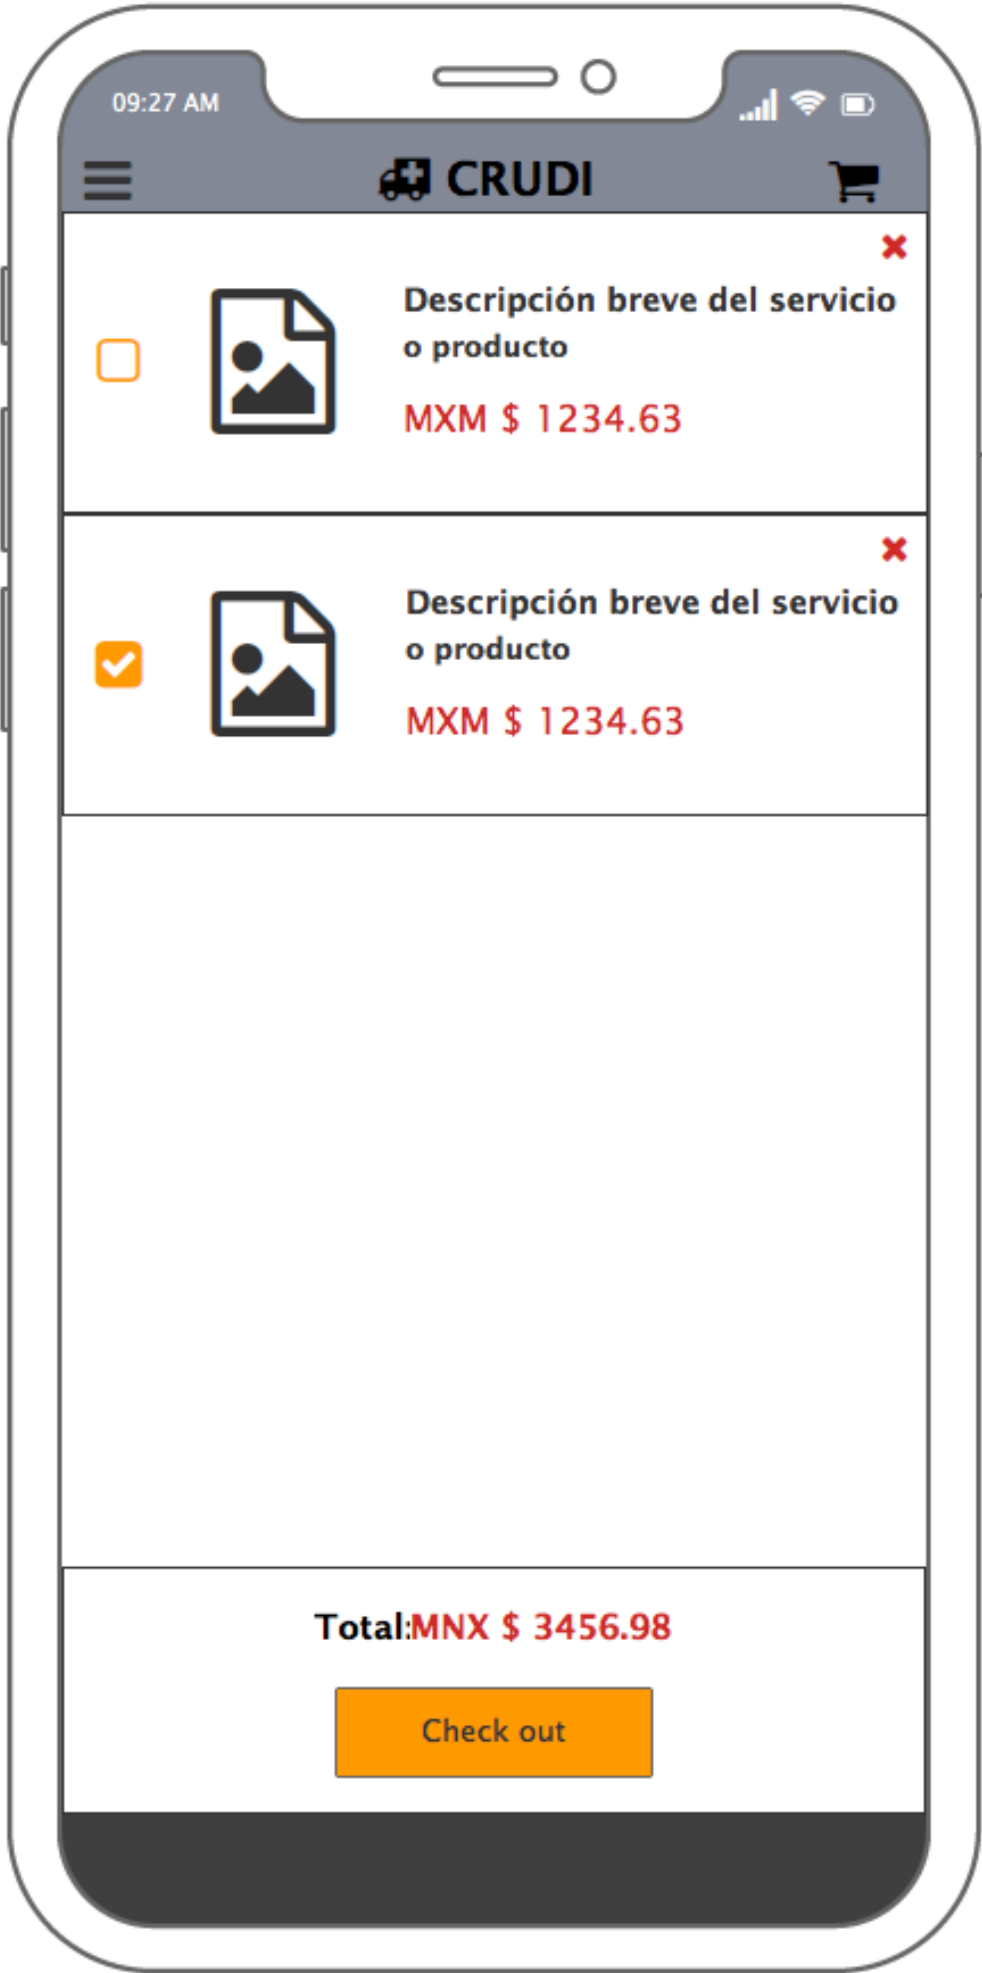 09:27 AM
CRUDI
Descripción breve del servicio
o producto
MXM $ 1234.63
Descripción breve del servicio
o producto
MXM $ 1234.63
Total:MNX $ 3456.98
Check out